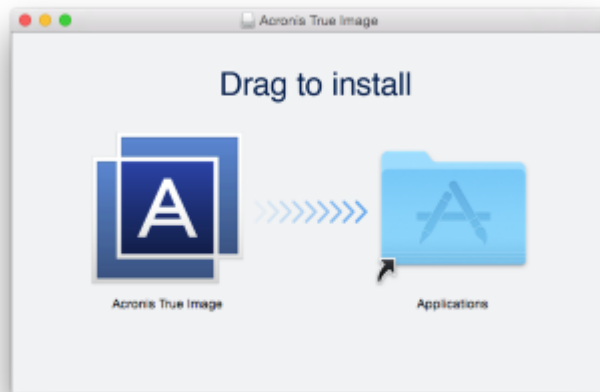 Acronis True Image
Drag to install
A
Acronis True Image
Applications